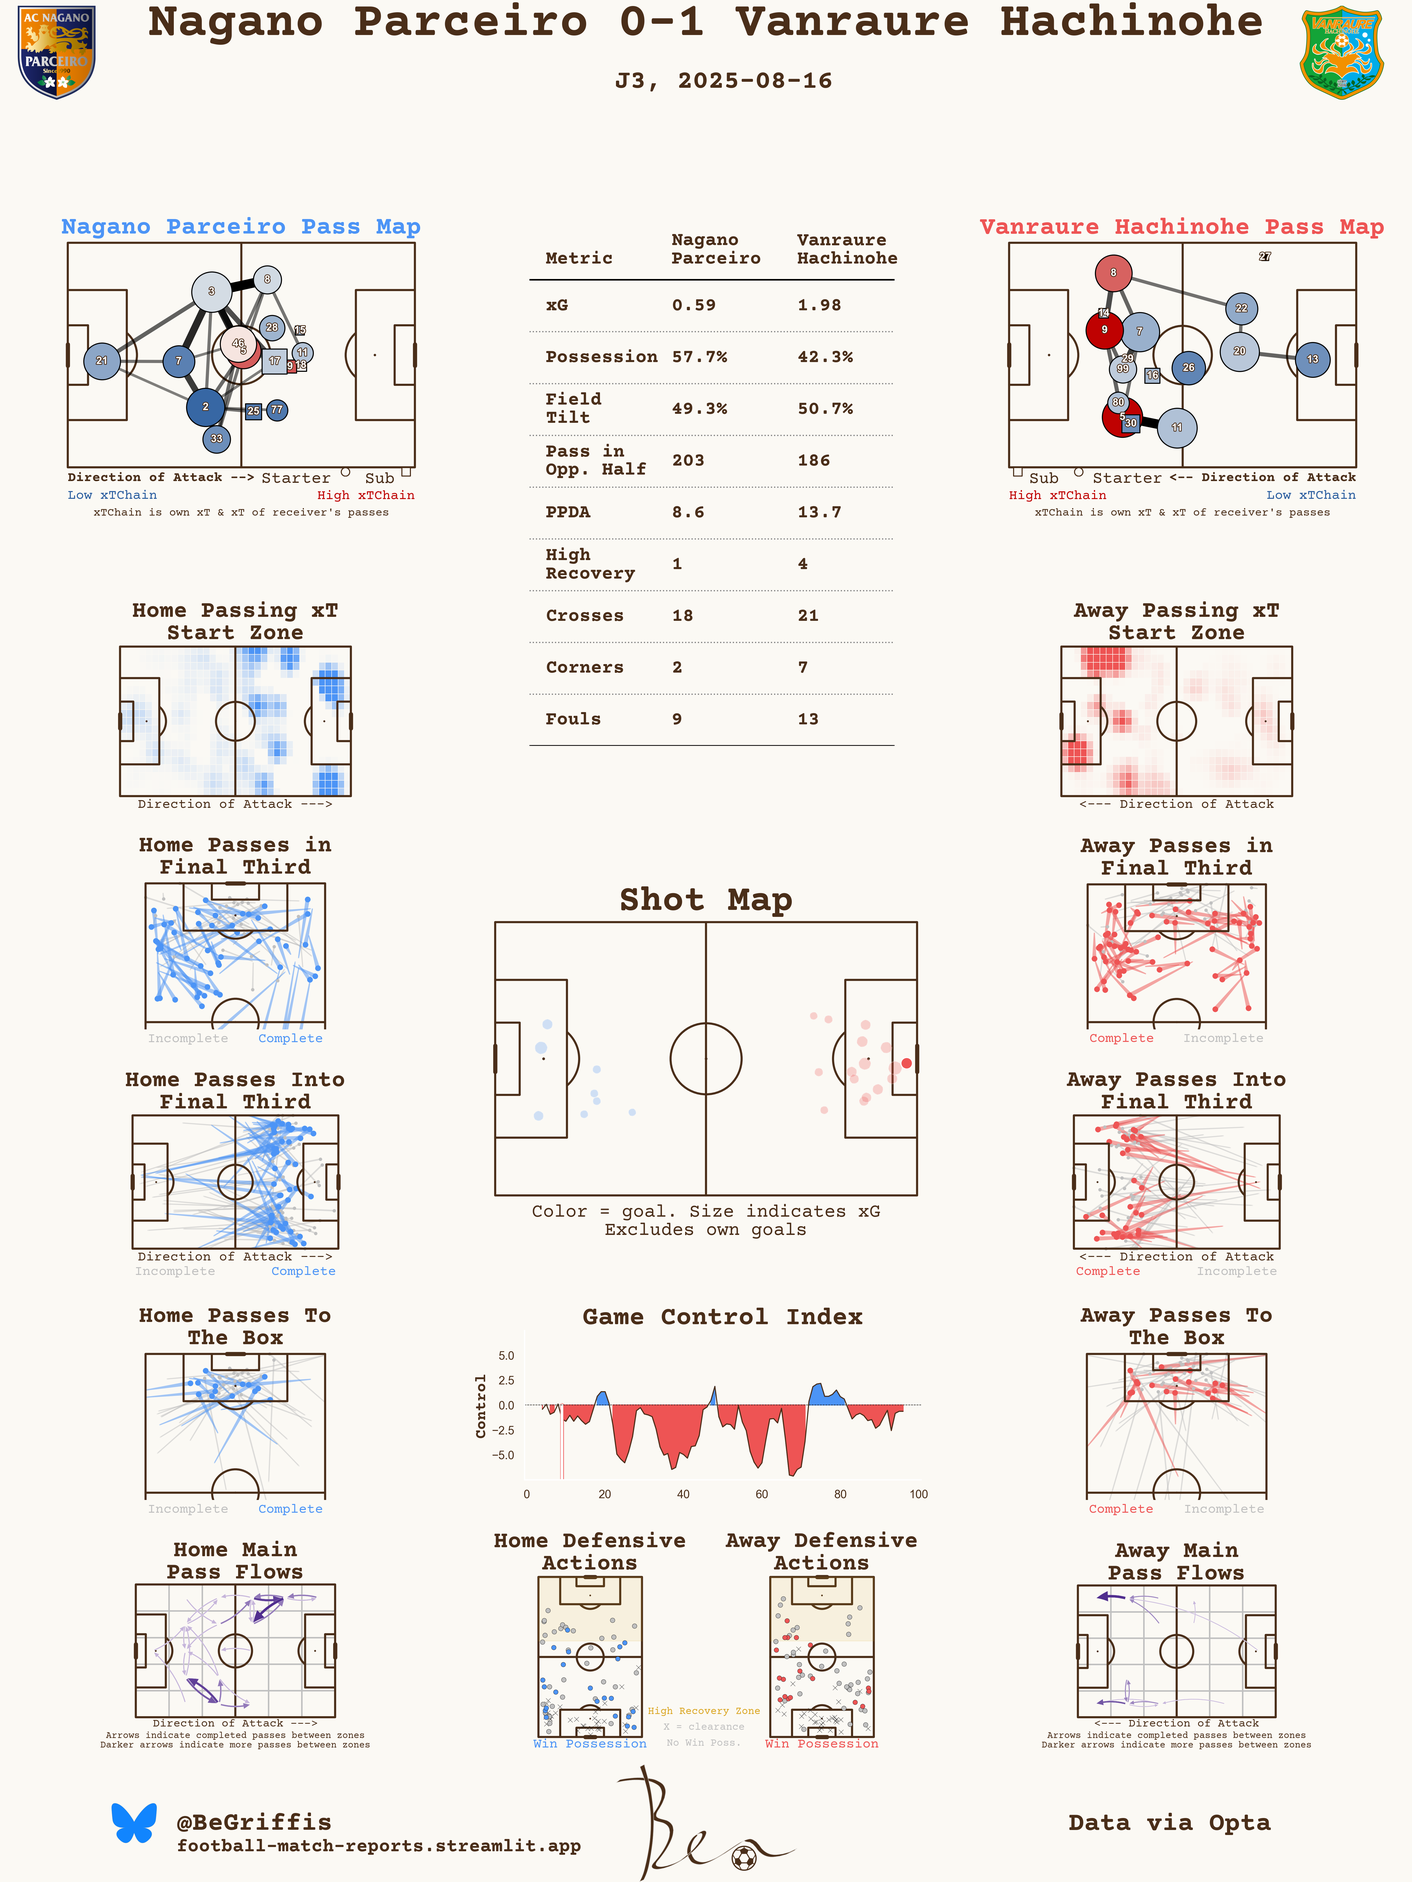 Nagano Parceiro 0-1 Vanraure Hachinohe
J3, 2025-08-16
AC NAGANO
PARCEIRO
VANRAURE
HACHINOHE
Nagano Parceiro Pass Map
3
8
28
15
46
5
11
17
9
18
21
7
2
25
77
33
Direction of Attack --> Starter Sub
Low xTChain High xTChain
xTChain is own xT & xT of receiver's passes
Metric Nagano Parceiro Vanraure Hachinohe
xG 0.59 1.98
Possession 57.7% 42.3%
Field Tilt 49.3% 50.7%
Pass in Opp. Half 203 186
PPDA 8.6 13.7
High Recovery 1 4
Crosses 18 21
Corners 2 7
Fouls 9 13
Vanraure Hachinohe Pass Map
27
8
14
9
7
22
20
29
99
16
26
13
80
5
30
11
Sub Starter <-- Direction of Attack
High xTChain Low xTChain
xTChain is own xT & xT of receiver's passes
Home Passing xT
Start Zone
Direction of Attack --->
Away Passing xT
Start Zone
<--- Direction of Attack
Home Passes in
Final Third
Incomplete Complete
Away Passes in
Final Third
Complete Incomplete
Shot Map
Color = goal. Size indicates xG
Excludes own goals
Home Passes Into
Final Third
Direction of Attack --->
Incomplete Complete
Away Passes Into
Final Third
<--- Direction of Attack
Complete Incomplete
Home Passes To
The Box
Incomplete Complete
Game Control Index
Control
5.0
2.5
0.0
−2.5
−5.0
0 20 40 60 80 100
Away Passes To
The Box
Complete Incomplete
Home Main
Pass Flows
Direction of Attack --->
Arrows indicate completed passes between zones
Darker arrows indicate more passes between zones
Home Defensive
Actions
Win Possession
High Recovery Zone
X = clearance
No Win Poss.
Away Defensive
Actions
Win Possession
Away Main
Pass Flows
<--- Direction of Attack
Arrows indicate completed passes between zones
Darker arrows indicate more passes between zones
@BeGriffis
football-match-reports.streamlit.app
Ben
Data via Opta